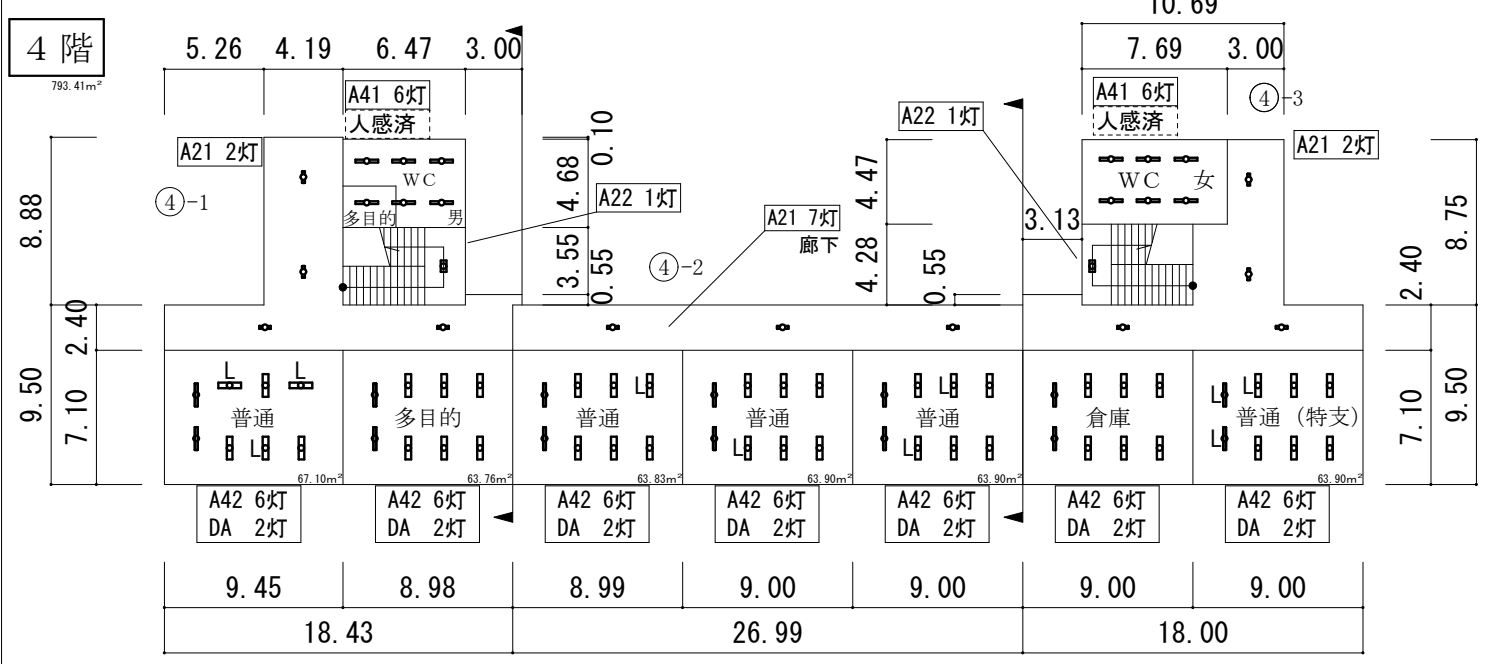 10.69
4 階
793.41m²
5.26 4.19 6.47 3.00
7.69 3.00
A41 6灯
人感済
A41 6灯
人感済
④-3
A22 1灯
A21 2灯
A21 2灯
④-1
WC
多目的 男
WC 女
A22 1灯
A21 7灯
廊下
④-2
8.88
0.10
4.68
3.55
0.55
4.47
4.28
0.55
3.13
8.75
2.40
2.40
9.50
7.10
7.10
9.50
L L L
普通
67.10m²
多目的
63.76m²
L
普通
63.83m²
L
普通
63.90m²
L L
普通
63.90m²
倉庫
L L L
普通 (特支)
63.90m²
A42 6灯
DA 2灯
A42 6灯
DA 2灯
A42 6灯
DA 2灯
A42 6灯
DA 2灯
A42 6灯
DA 2灯
A42 6灯
DA 2灯
A42 6灯
DA 2灯
9.45 8.98 8.99 9.00 9.00 9.00 9.00
18.43 26.99 18.00